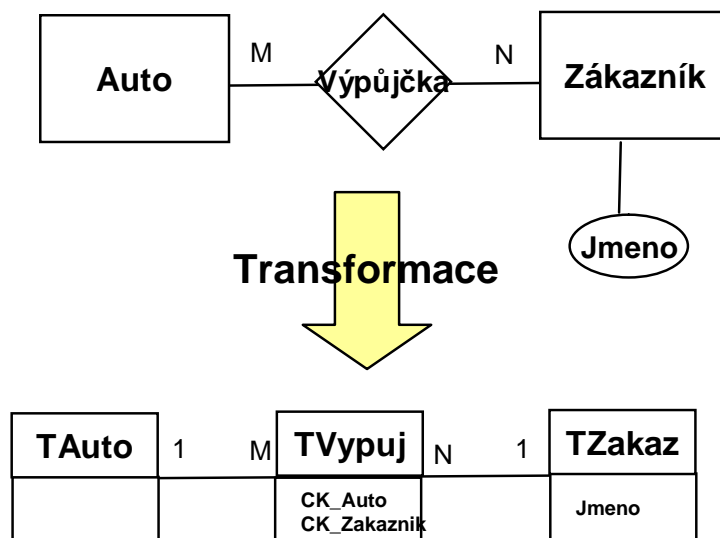 Auto
M
Výpůjčka
N
Zákazník
Jmeno
Transformace
TAuto
1
M
TVypuj
N
1
TZakaz
CK_Auto
CK_Zakaznik
Jmeno